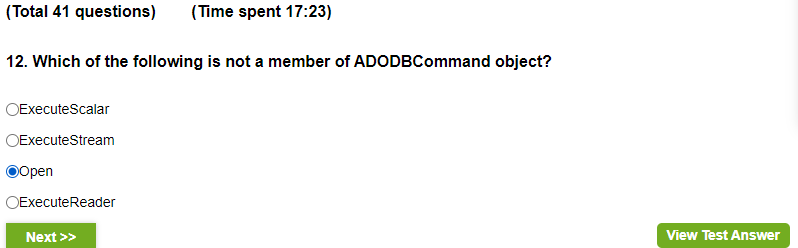 (Total 41 questions) (Time spent 17:23)
12. Which of the following is not a member of ADODBCommand object?
ExecuteScalar
ExecuteStream
Open
ExecuteReader
Next >>
View Test Answer